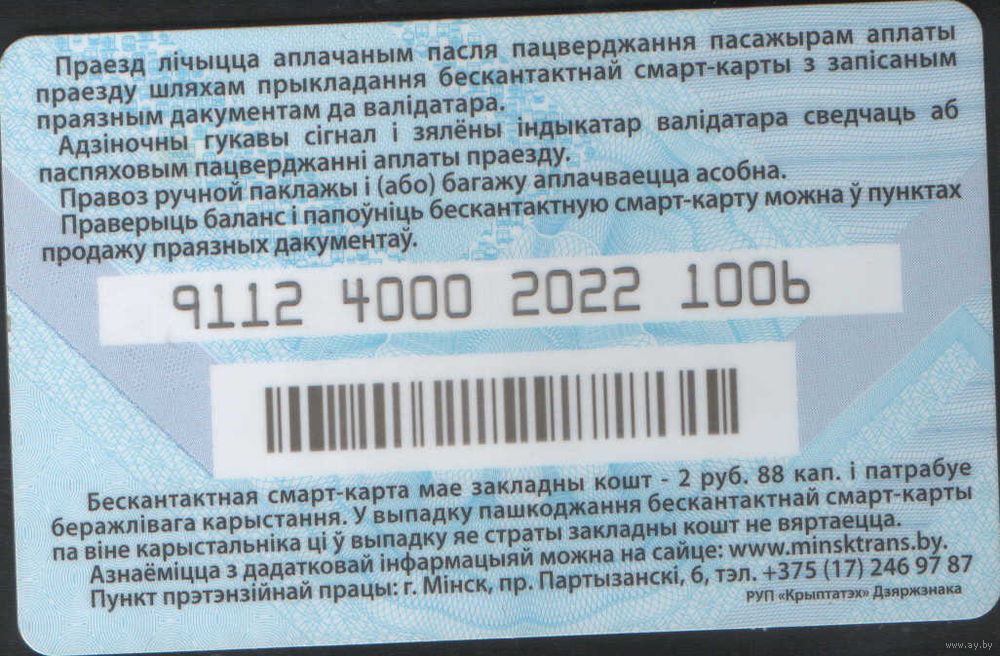 Праезд лічыцца аплачаным пасля пацверджання пасажырам аплаты
праезду шляхам прыкладання бескантактнай смарт-карты з запісаным
праязным дакументам да валідатара.
Адзіночны гукавы сігнал і зялёны індыкатар валідатара сведчаць аб
паспяховым пацверджанні аплаты праезду.
Правоз ручной паклажы і (або) багажу аплачваецца асобна.
Праверыць баланс і папоўніць бескантактную смарт-карту можна ў пунктах
продажу праязных дакументаў.
9112 4000 2022 1006
Бескантактная смарт-карта мае закладны кошт - 2 руб. 88 кап. і патрабуе
беражлівага карыстання. У выпадку пашкоджання бескантактнай смарт-карты
па віне карыстальніка ці ў выпадку яе страты закладны кошт не вяртаецца.
Азнаёміцца з дадатковай інфармацыяй можна на сайце: www.minsktrans.by.
Пункт прэтэнзійнай працы: г. Мінск, пр. Партызанскі, 6, тэл. +375 (17) 246 97 87
РУП «Крыптатэх» Дзяржзнака
www.ay.by